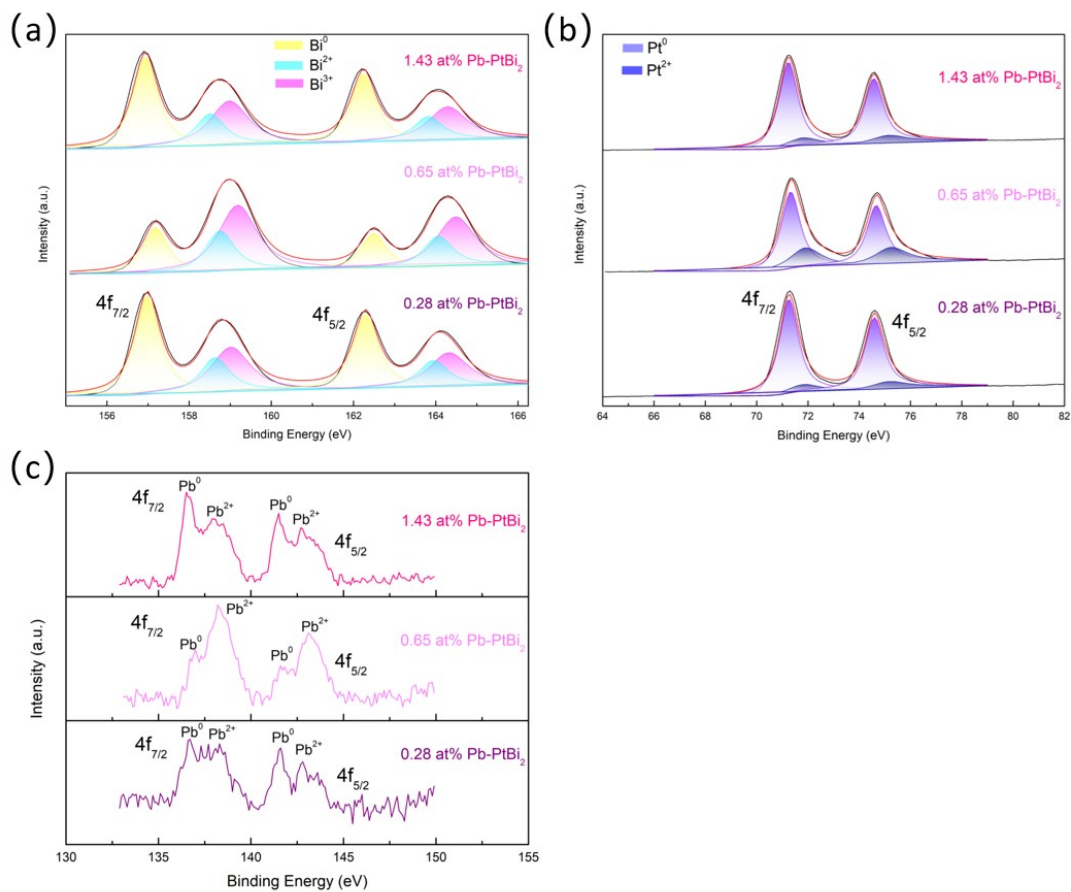 (a)
Bi⁰
Bi²⁺
Bi³⁺
1.43 at% Pb-PtBi₂
0.65 at% Pb-PtBi₂
0.28 at% Pb-PtBi₂
4f₇/₂
4f₅/₂
Intensity (a.u.)
156 158 160 162 164 166
Binding Energy (eV)
(b)
Pt⁰
Pt²⁺
1.43 at% Pb-PtBi₂
0.65 at% Pb-PtBi₂
0.28 at% Pb-PtBi₂
4f₇/₂
4f₅/₂
Intensity (a.u.)
64 66 68 70 72 74 76 78 80 82
Binding Energy (eV)
(c)
4f₇/₂
Pb⁰
Pb²⁺
Pb⁰
Pb²⁺
4f₅/₂
1.43 at% Pb-PtBi₂
4f₇/₂
Pb⁰
Pb²⁺
Pb⁰
Pb²⁺
4f₅/₂
0.65 at% Pb-PtBi₂
4f₇/₂
Pb⁰
Pb²⁺
Pb⁰
Pb²⁺
4f₅/₂
0.28 at% Pb-PtBi₂
Intensity (a.u.)
130 135 140 145 150 155
Binding Energy (eV)